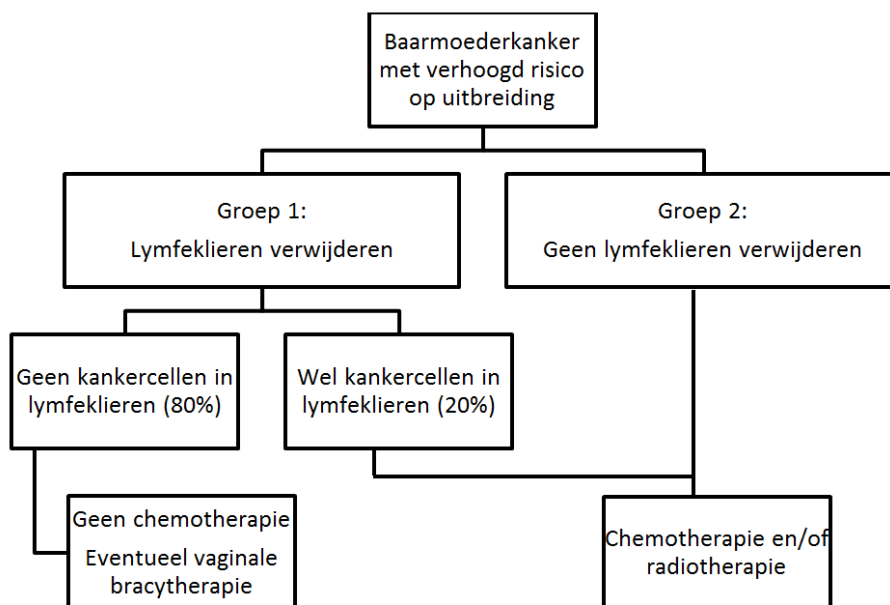 Baarmoederkanker
met verhoogd risico
op uitbreiding
Groep 1:
Lymfeklieren verwijderen
Groep 2:
Geen lymfeklieren verwijderen
Geen kankercellen in
lymfeklieren (80%)
Wel kankercellen in
lymfeklieren (20%)
Geen chemotherapie
Eventueel vaginale
bracytherapie
Chemotherapie en/of
radiotherapie